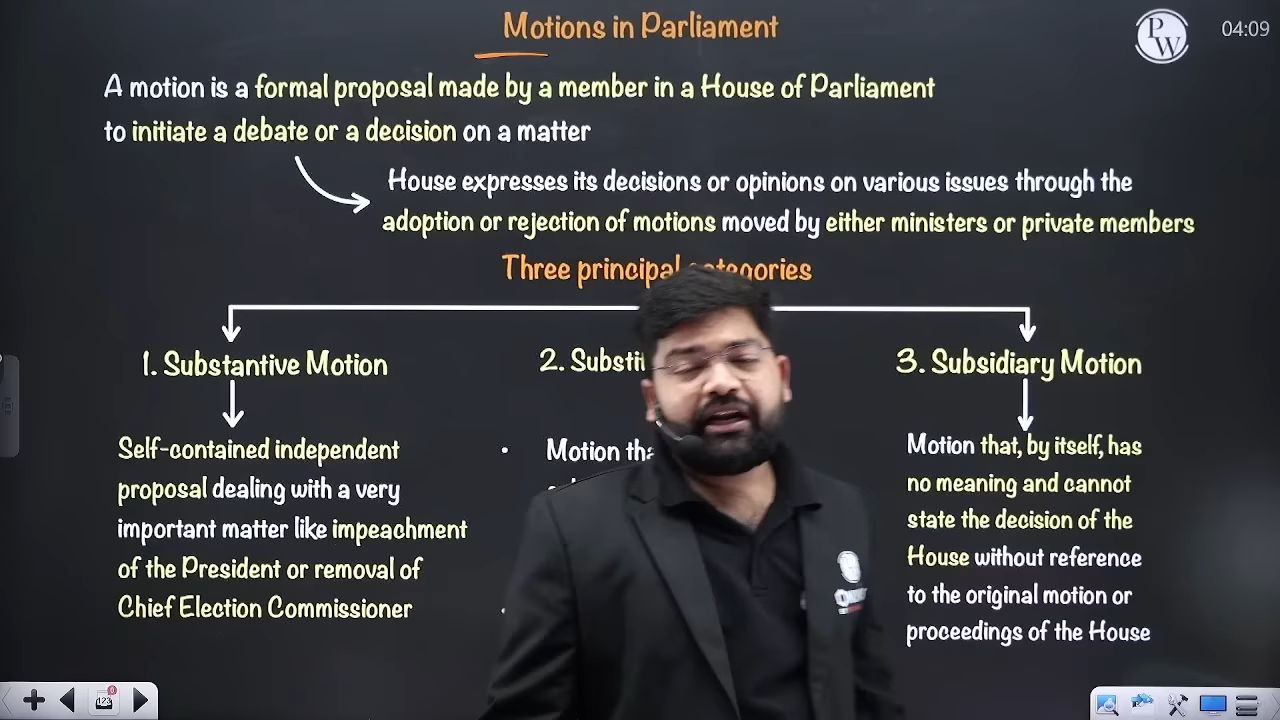 Motions in Parliament
PW
04:09
A motion is a formal proposal made by a member in a House of Parliament
to initiate a debate or a decision on a matter
House expresses its decisions or opinions on various issues through the
adoption or rejection of motions moved by either ministers or private members
Three principal categories
1. Substantive Motion
Self-contained independent
proposal dealing with a very
important matter like impeachment
of the President or removal of
Chief Election Commissioner
2.
• Motion
•
3. Subsidiary Motion
Motion that, by itself, has
no meaning and cannot
state the decision of the
House without reference
to the original motion or
proceedings of the House
123